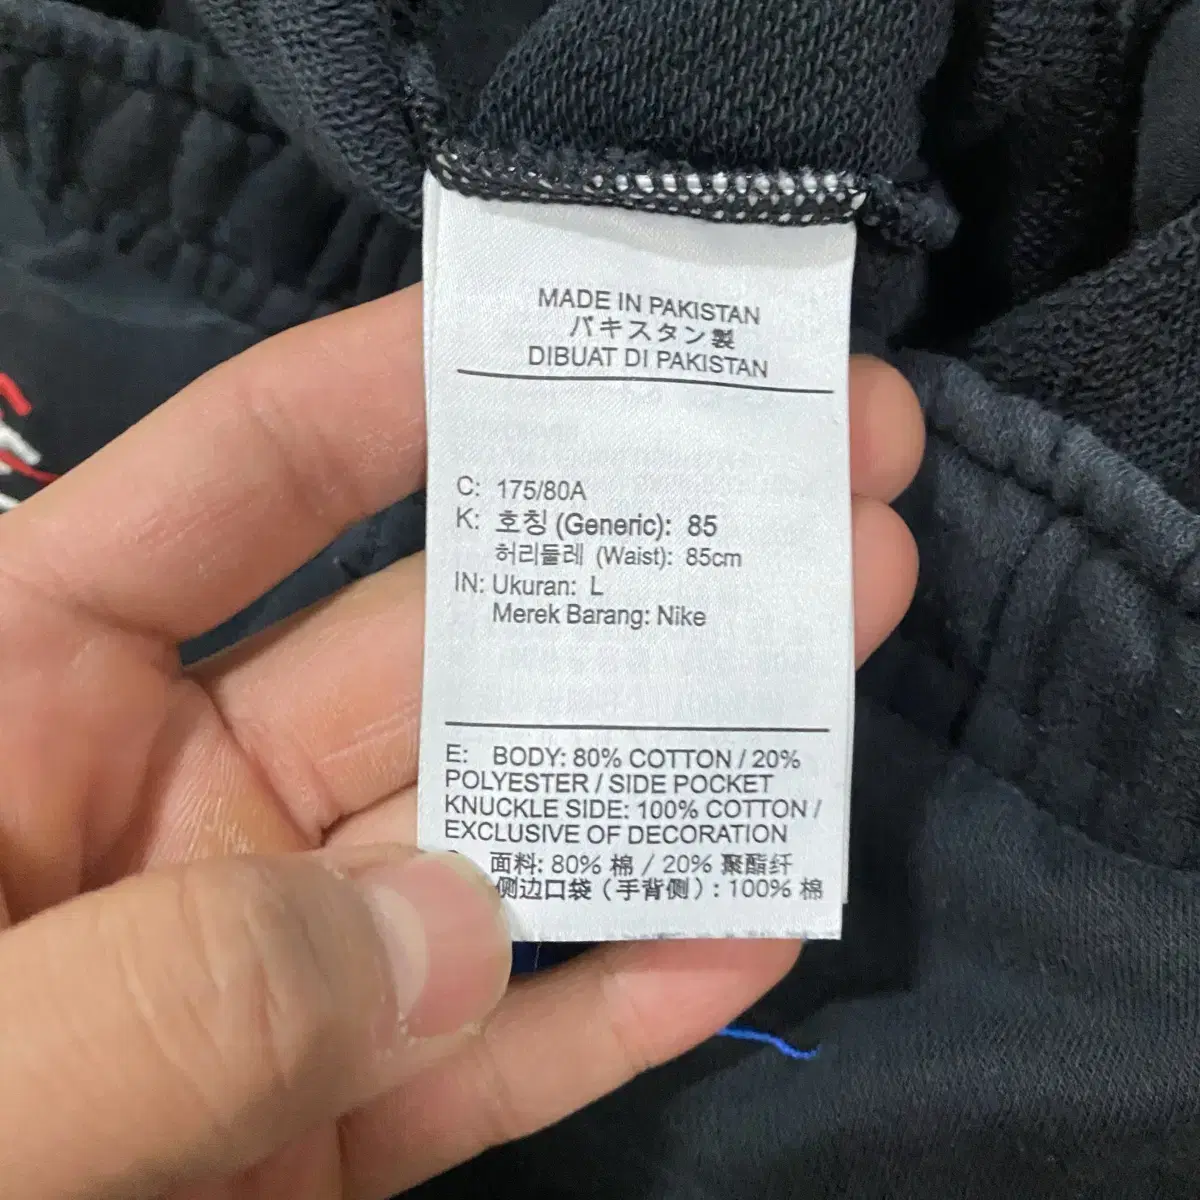 MADE IN PAKISTAN
パキスタン製
DIBUAT DI PAKISTAN
C: 175/80A
K: 호칭 (Generic): 85
허리둘레 (Waist): 85cm
IN: Ukuran: L
Merek Barang: Nike
E: BODY: 80% COTTON / 20%
POLYESTER / SIDE POCKET
KNUCKLE SIDE: 100% COTTON /
EXCLUSIVE OF DECORATION
面料: 80% 棉 / 20% 聚酯纤
侧边口袋 (手背侧) : 100% 棉